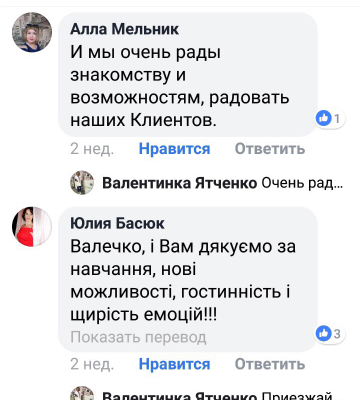 Алла Мельник
И мы очень рады
знакомству и
возможностям, радовать
наших Клиентов.
1
2 нед. Нравится Ответить
Валентинка Ятченко Очень рад...
Юлия Басюк
Валечко, і Вам дякуємо за
навчання, нові
можливості, гостинність і
щирість емоцій!!!
Показать перевод
3
2 нед. Нравится Ответить
Валентинка Ятченко Приезжай...